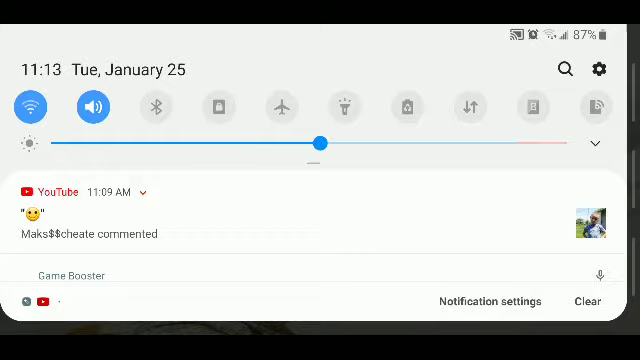 87%
11:13 Tue, January 25
YouTube 11:09 AM
"🙂"
Maks$$cheate commented
Game Booster
Notification settings Clear